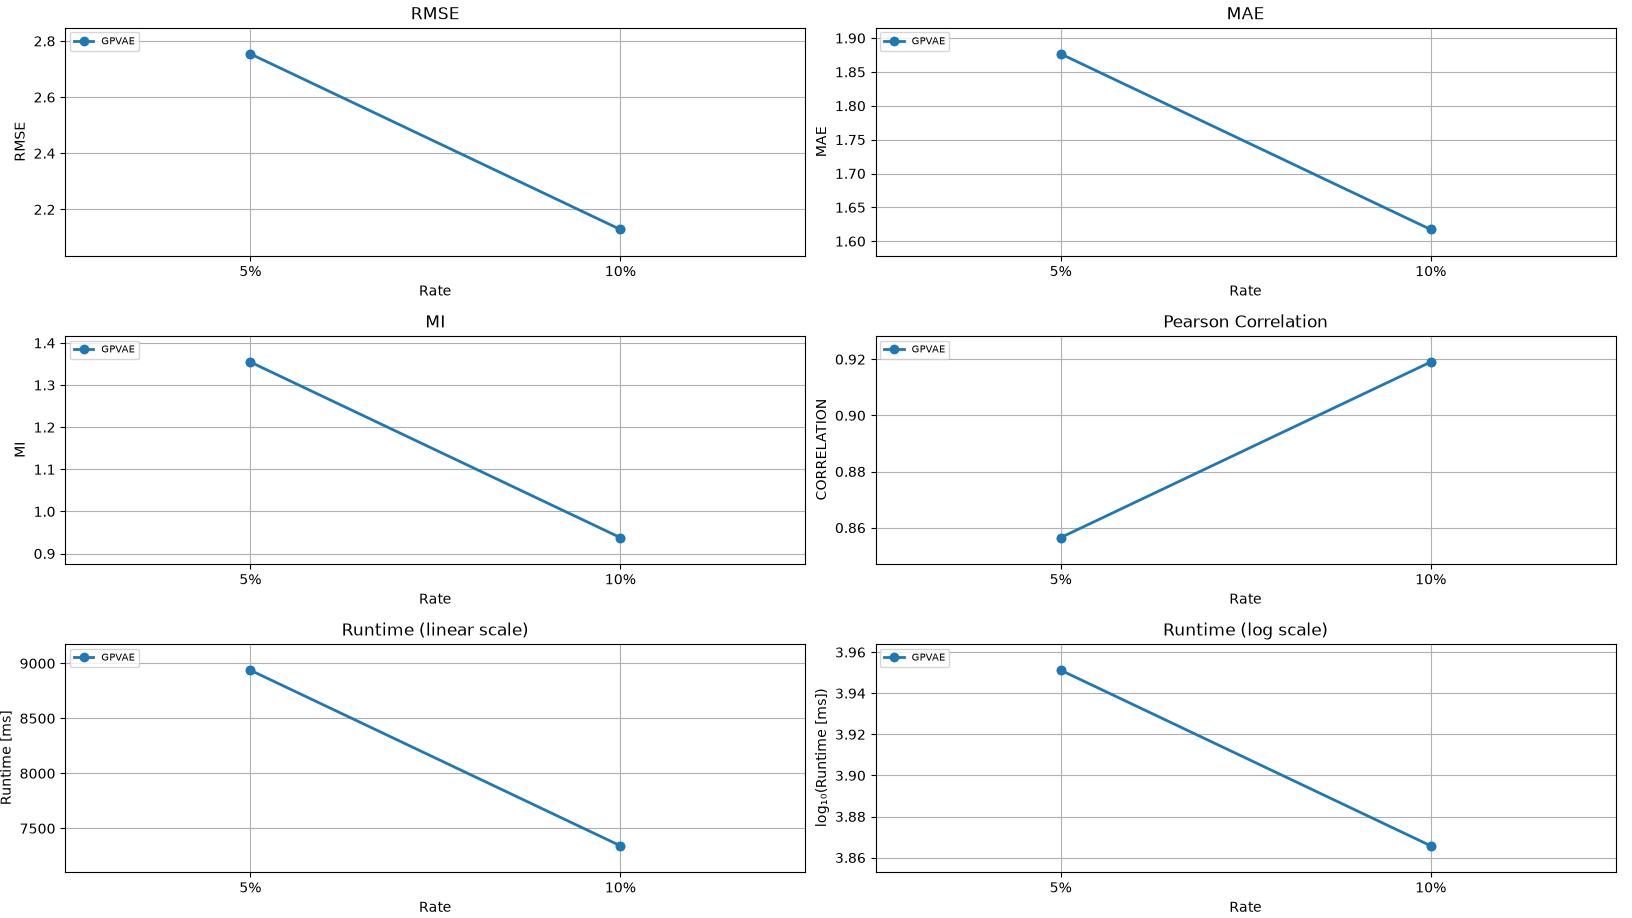 RMSE
GPVAE
2.8
2.6
2.4
2.2
RMSE
5%
10%
Rate
MAE
GPVAE
1.90
1.85
1.80
1.75
1.70
1.65
1.60
MAE
5%
10%
Rate
MI
GPVAE
1.4
1.3
1.2
1.1
1.0
0.9
MI
5%
10%
Rate
Pearson Correlation
GPVAE
0.92
0.90
0.88
0.86
CORRELATION
5%
10%
Rate
Runtime (linear scale)
GPVAE
9000
8500
8000
7500
Runtime [ms]
5%
10%
Rate
Runtime (log scale)
GPVAE
3.96
3.94
3.92
3.90
3.88
3.86
log₁₀(Runtime [ms])
5%
10%
Rate